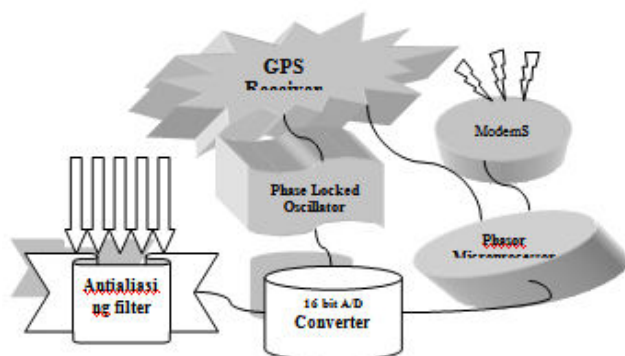 GPS
Receiver
ModemS
Phase Locked
Oscillator
Phasor
Antialiasi
ng filter
16 bit A/D
Converter